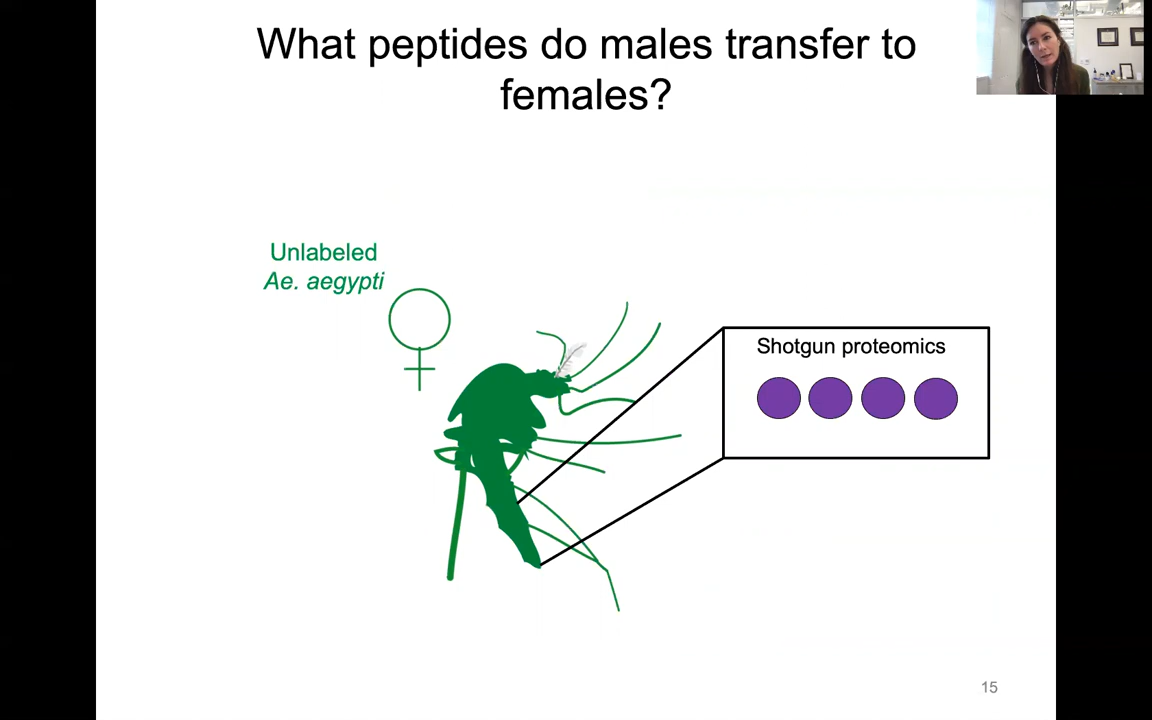 What peptides do males transfer to
females?
Unlabeled
Ae. aegypti
Shotgun proteomics
15